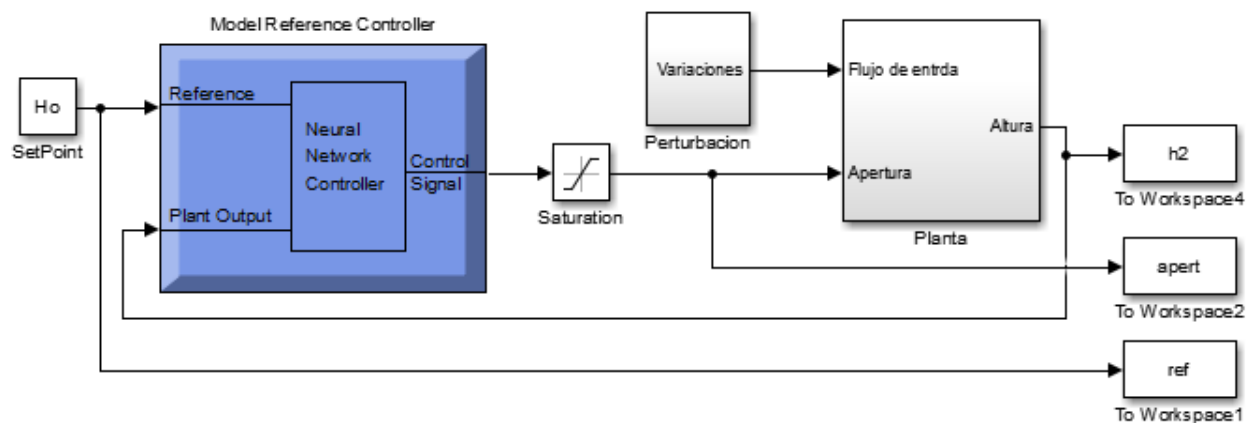 Model Reference Controller
Ho
SetPoint
Reference
Plant Output
Neural
Network
Controller
Control
Signal
Saturation
Variaciones
Perturbacion
Flujo de entrda
Apertura
Altura
Planta
h2
To Workspace4
apert
To Workspace2
ref
To Workspace1